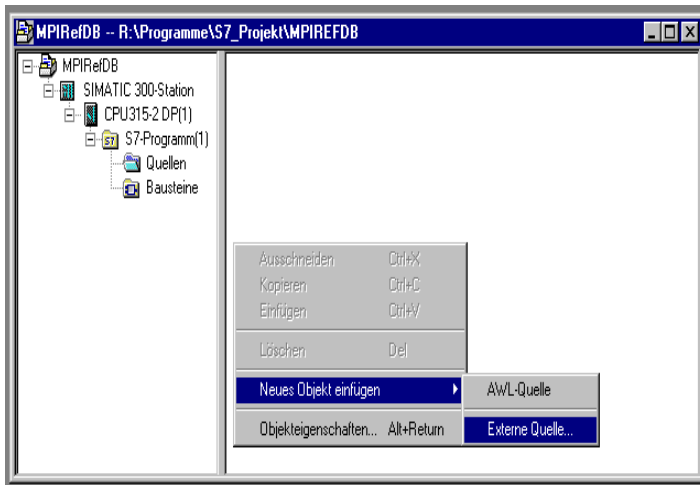 MPIRefDB -- R:\Programme\S7_Projekt\MPIREFDB
MPIRefDB
SIMATIC 300-Station
CPU315-2 DP(1)
S7-Programm(1)
Quellen
Bausteine
Ausschneiden Ctrl+X
Kopieren Ctrl+C
Einfügen Ctrl+V
Löschen Del
Neues Objekt einfügen
Objekteigenschaften... Alt+Return
AWL-Quelle
Externe Quelle...